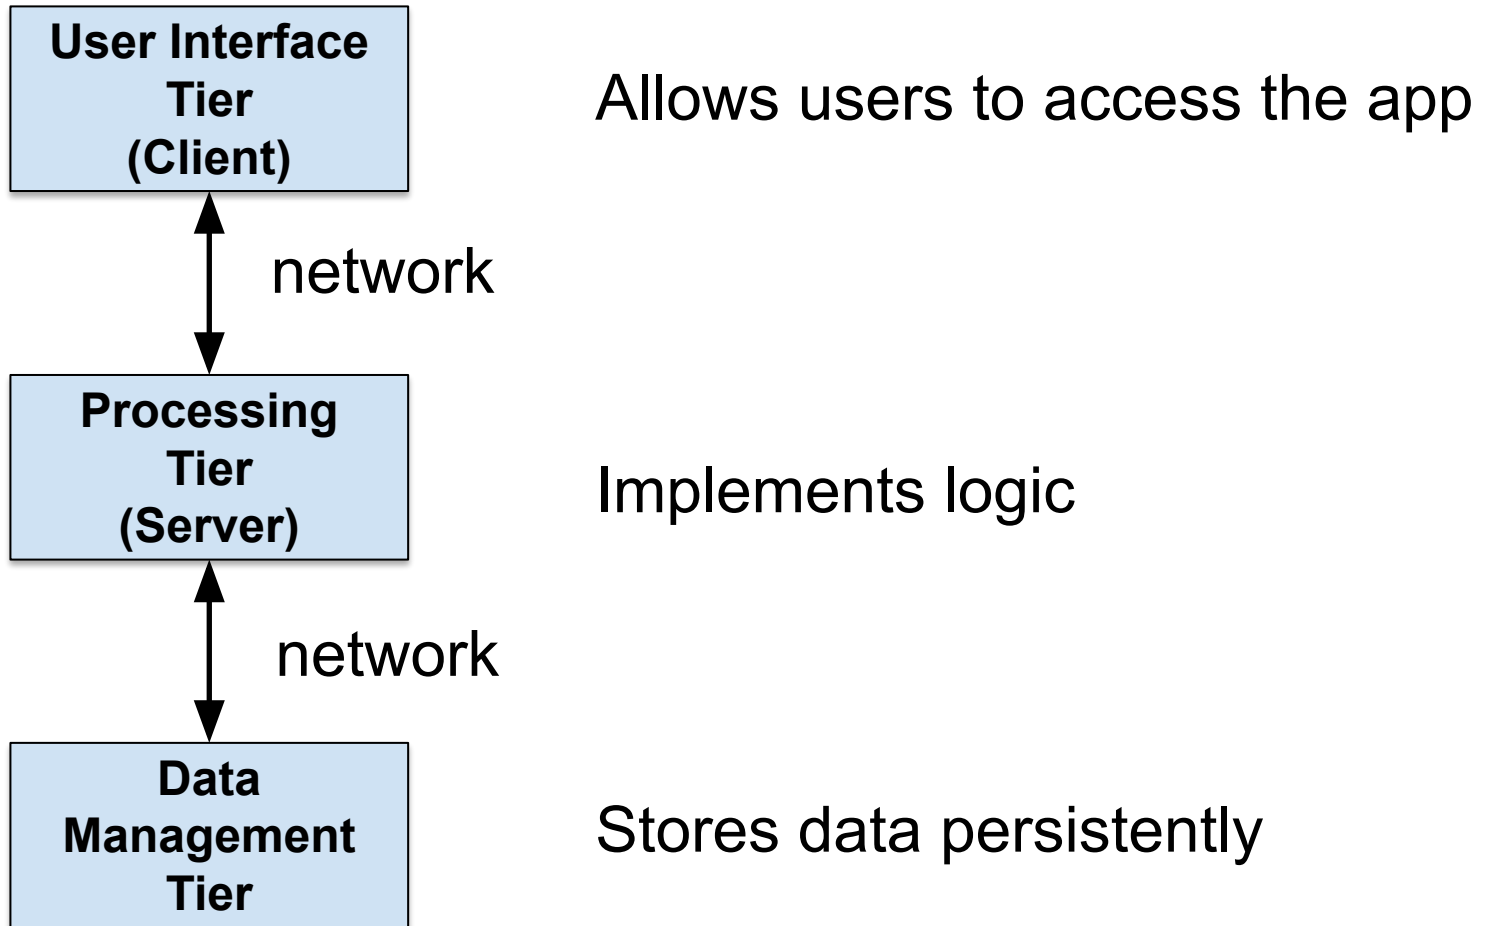 User Interface
Tier
(Client)
Allows users to access the app
network
Processing
Tier
(Server)
Implements logic
network
Data
Management
Tier
Stores data persistently